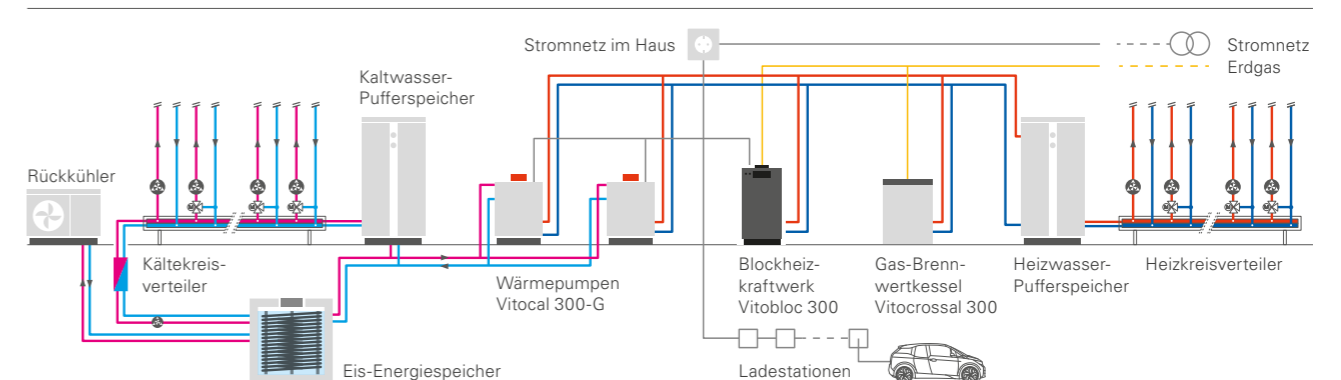 Stromnetz im Haus
Stromnetz
Erdgas
Kaltwasser-
Pufferspeicher
Rückkühler
Kältekreis-
verteiler
Wärmepumpen
Vitocal 300-G
Blockheiz-
kraftwerk
Vitobloc 300
Gas-Brenn-
wertkessel
Vitocrossal 300
Heizwasser-
Pufferspeicher
Heizkreisverteiler
Eis-Energiespeicher
Ladestationen